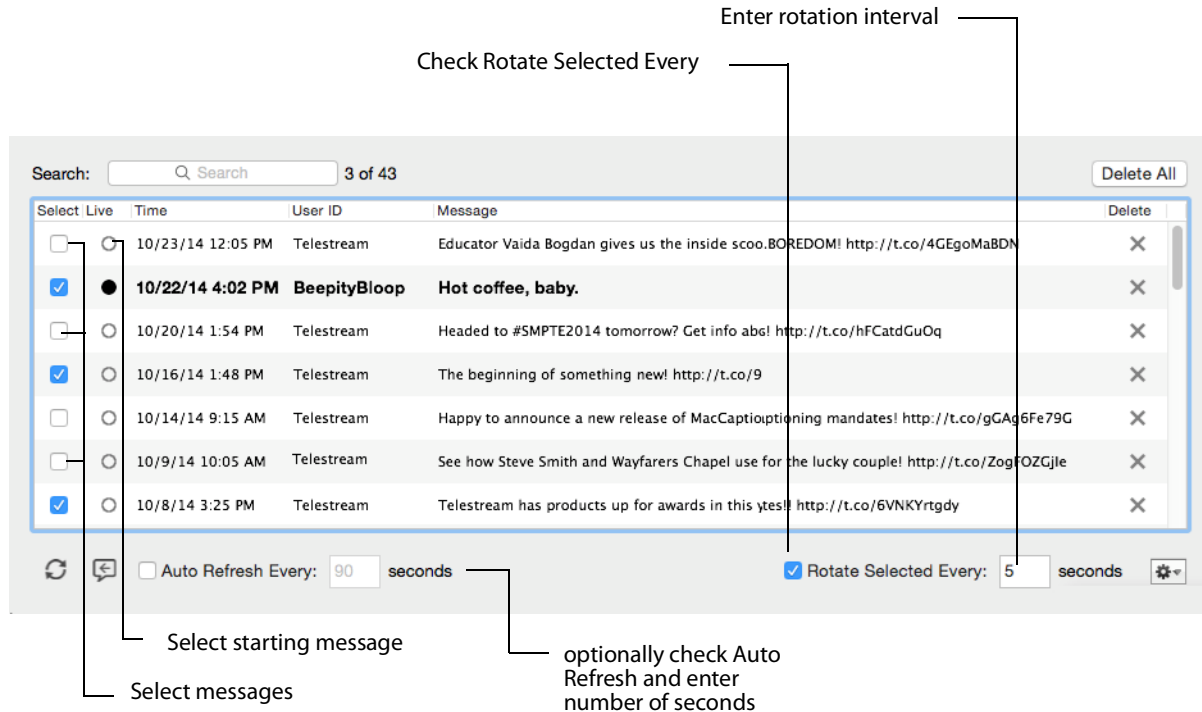 Enter rotation interval
Check Rotate Selected Every
Search: Search 3 of 43 Delete All
Select Live Time User ID Message Delete
10/23/14 12:05 PM Telestream Educator Vaida Bogdan gives us the inside scoo.BOREDOM! http://t.co/4GEgoMaBDN
10/22/14 4:02 PM BeepityBloop Hot coffee, baby.
10/20/14 1:54 PM Telestream Headed to #SMPTE2014 tomorrow? Get info abo! http://t.co/hFCatdGuOq
10/16/14 1:48 PM Telestream The beginning of something new! http://t.co/9
10/14/14 9:15 AM Telestream Happy to announce a new release of mandates! http://t.co/gGAg6Fe79G
10/9/14 10:05 AM Telestream See how Steve Smith and Wayfarers Chapel use for the lucky couple! http://t.co/ZogFOZGjle
10/8/14 3:25 PM Telestream Telestream has products up for awards in this http://t.co/6VNKYrtgdy
Auto Refresh Every: 90 seconds Rotate Selected Every: 5 seconds
Select starting message
Select messages
optionally check Auto
Refresh and enter
number of seconds